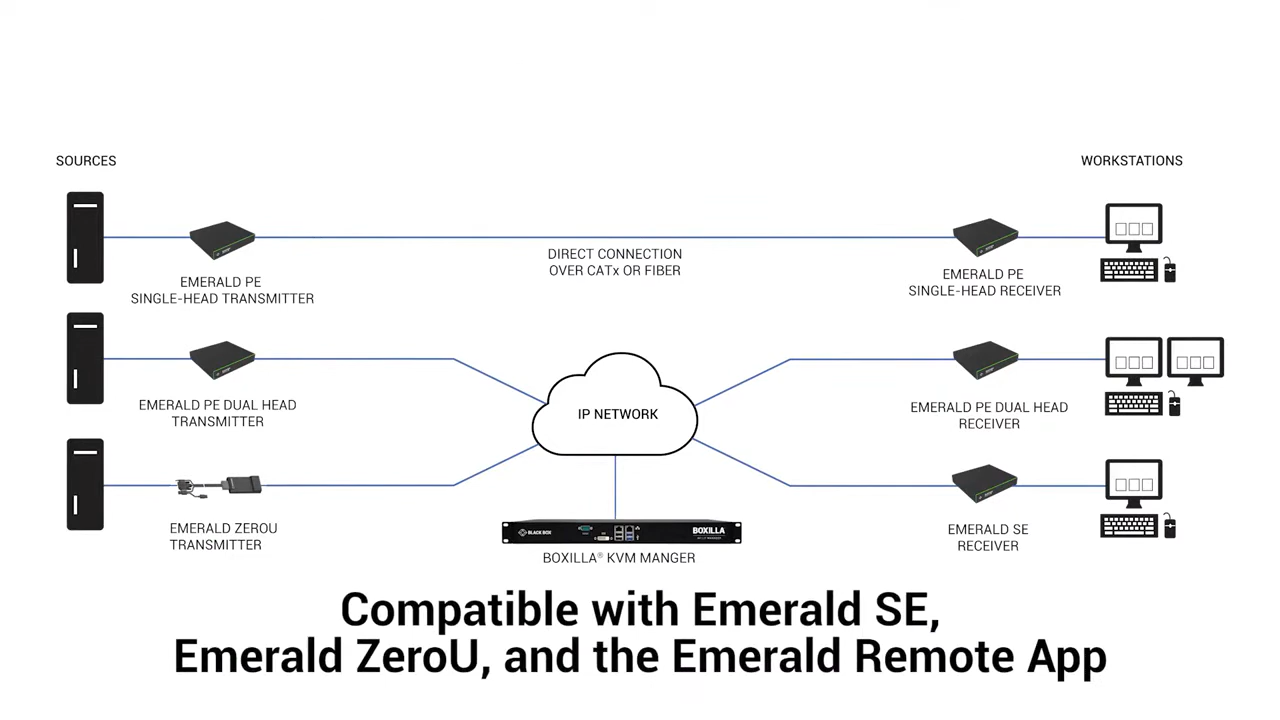 SOURCES
WORKSTATIONS
DIRECT CONNECTION
OVER CATx OR FIBER
EMERALD PE
SINGLE-HEAD TRANSMITTER
EMERALD PE
SINGLE-HEAD RECEIVER
EMERALD PE DUAL HEAD
TRANSMITTER
IP NETWORK
EMERALD PE DUAL HEAD
RECEIVER
EMERALD ZEROU
TRANSMITTER
BLACK BOX
BOXILLA
BOXILLA® KVM MANGER
EMERALD SE
RECEIVER
Compatible with Emerald SE,
Emerald ZeroU, and the Emerald Remote App